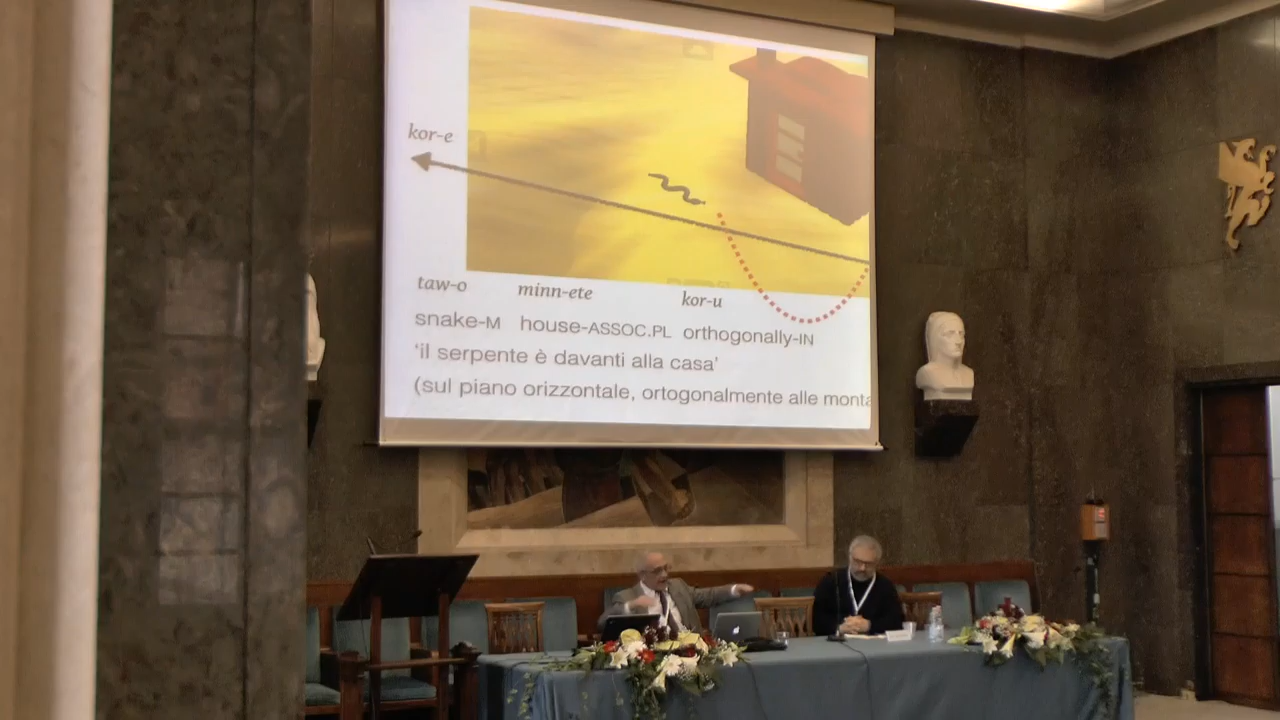 kor-e
taw-o minn-ete kor-u
snake-M house-ASSOC.PL orthogonally-IN
‘il serpente è davanti alla casa’
(sul piano orizzontale, ortogonalmente alle monta